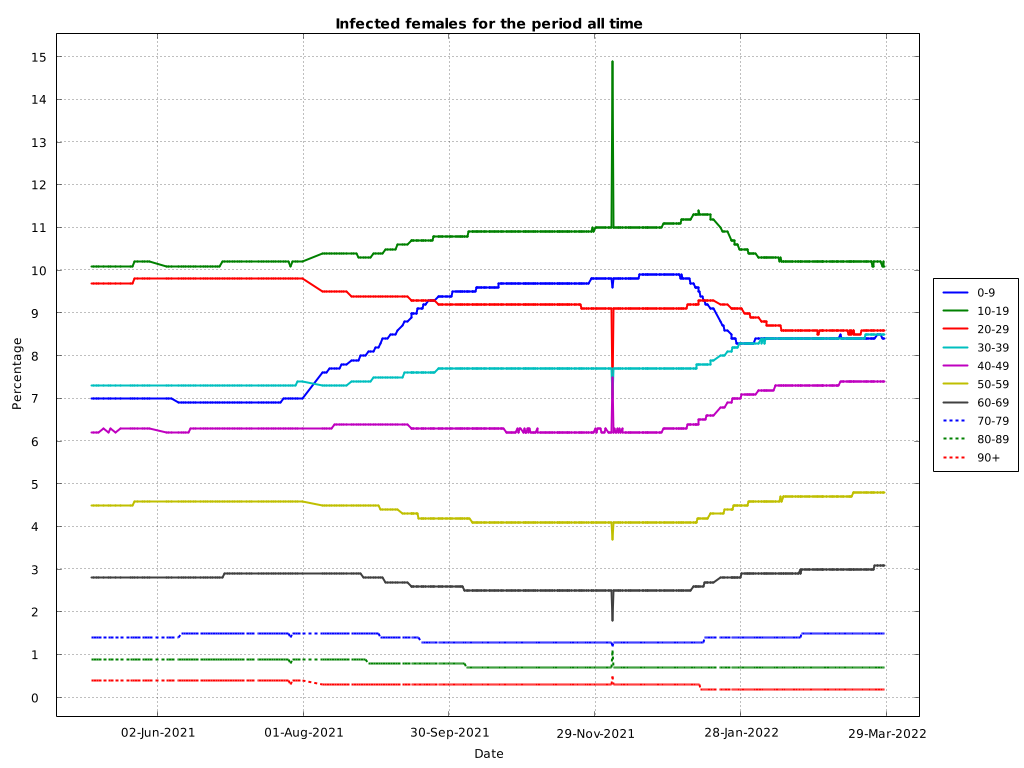 Infected females for the period all time
15
14
13
12
11
10
9
8
7
6
5
4
3
2
1
0
Percentage
02-Jun-2021
01-Aug-2021
30-Sep-2021
29-Nov-2021
28-Jan-2022
29-Mar-2022
Date
0-9
10-19
20-29
30-39
40-49
50-59
60-69
70-79
80-89
90+